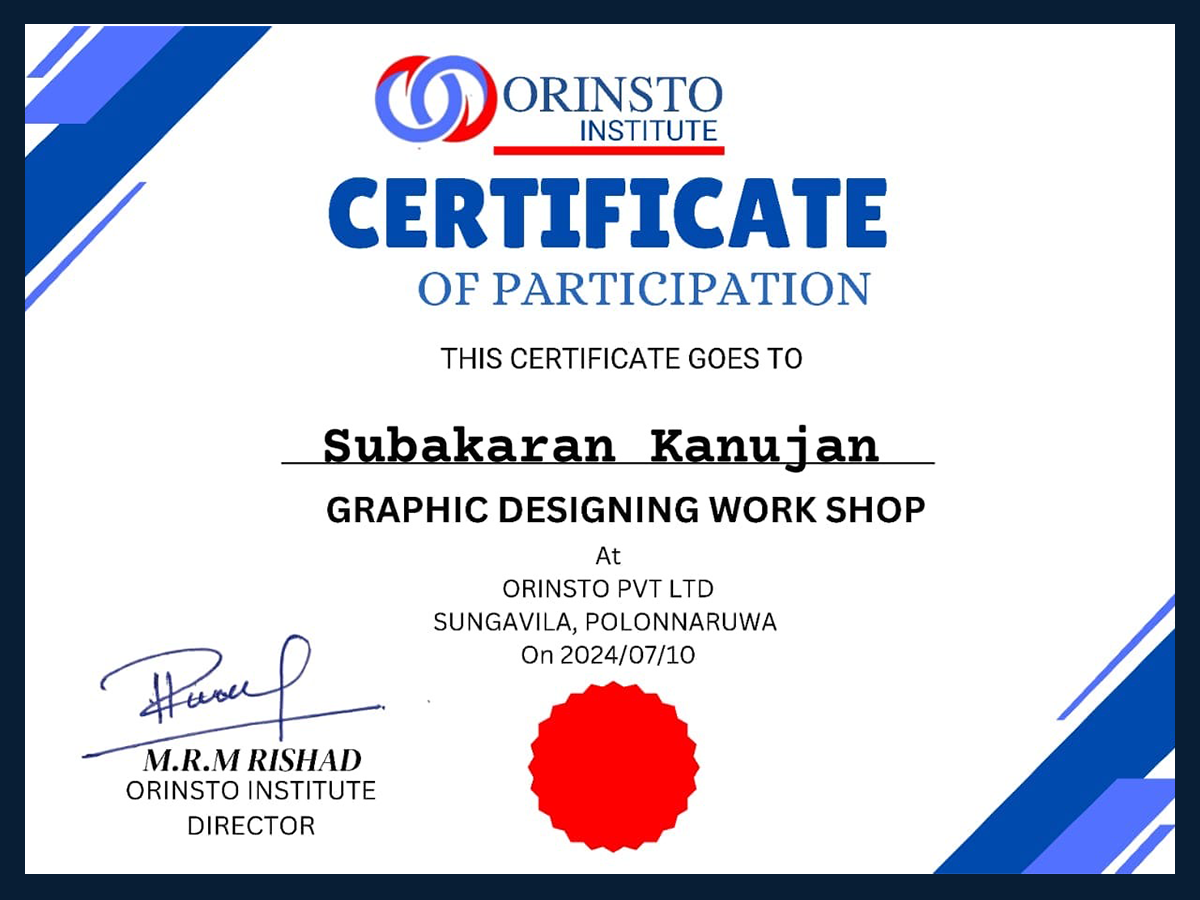 ORINSTO
INSTITUTE
CERTIFICATE
OF PARTICIPATION
THIS CERTIFICATE GOES TO
Subakaran Kanujan
GRAPHIC DESIGNING WORK SHOP
At
ORINSTO PVT LTD
SUNGAVILA, POLONNARUWA
On 2024/07/10
M.R.M RISHAD
ORINSTO INSTITUTE
DIRECTOR